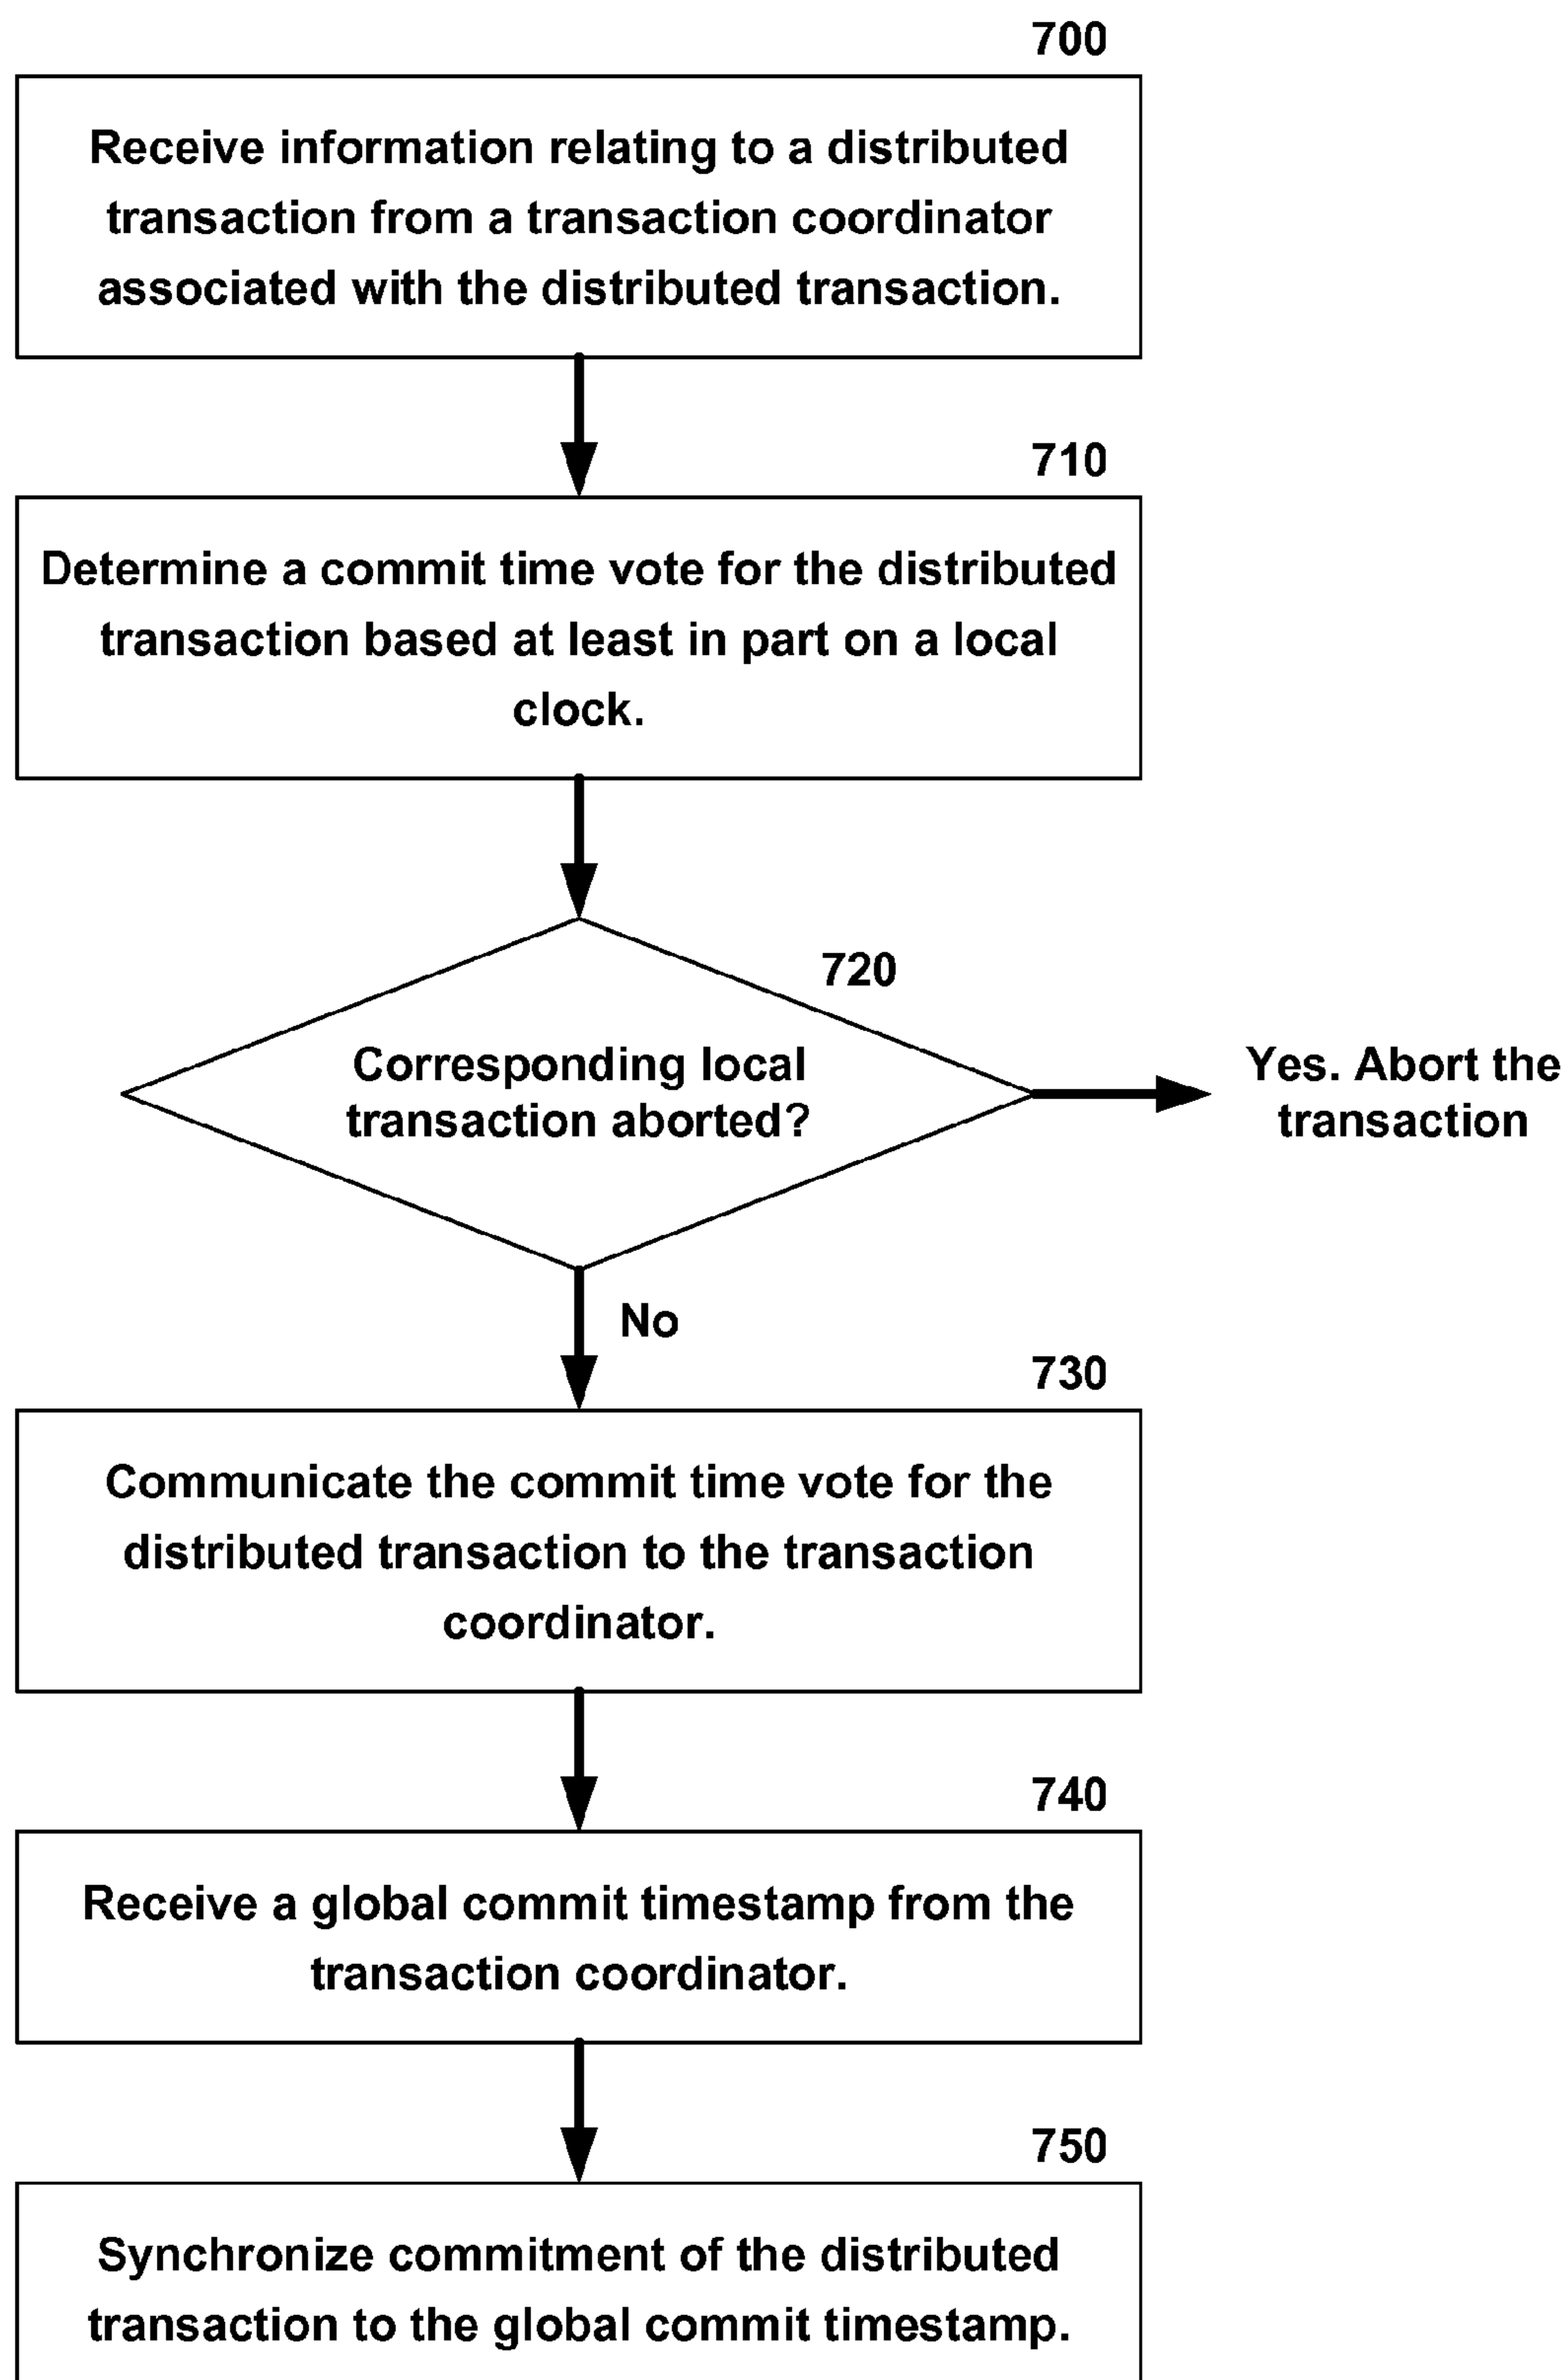 700
Receive information relating to a distributed
transaction from a transaction coordinator
associated with the distributed transaction.
710
Determine a commit time vote for the distributed
transaction based at least in part on a local
clock.
720
Corresponding local
transaction aborted?
Yes. Abort the
transaction
No
730
Communicate the commit time vote for the
distributed transaction to the transaction
coordinator.
740
Receive a global commit timestamp from the
transaction coordinator.
750
Synchronize commitment of the distributed
transaction to the global commit timestamp.